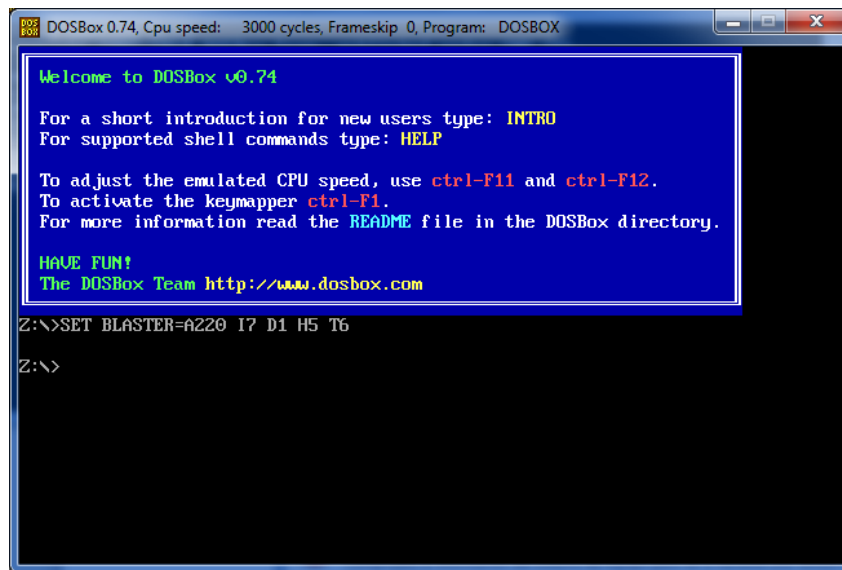 DOS BOX
DOSBox 0.74, Cpu speed: 3000 cycles, Frameskip 0, Program: DOSBOX
Welcome to DOSBox v0.74
For a short introduction for new users type: INTRO
For supported shell commands type: HELP
To adjust the emulated CPU speed, use ctrl-F11 and ctrl-F12.
To activate the keymapper ctrl-F1.
For more information read the README file in the DOSBox directory.
HAVE FUN!
The DOSBox Team http://www.dosbox.com
Z:\>SET BLASTER=A220 I7 D1 H5 T6
Z:\>